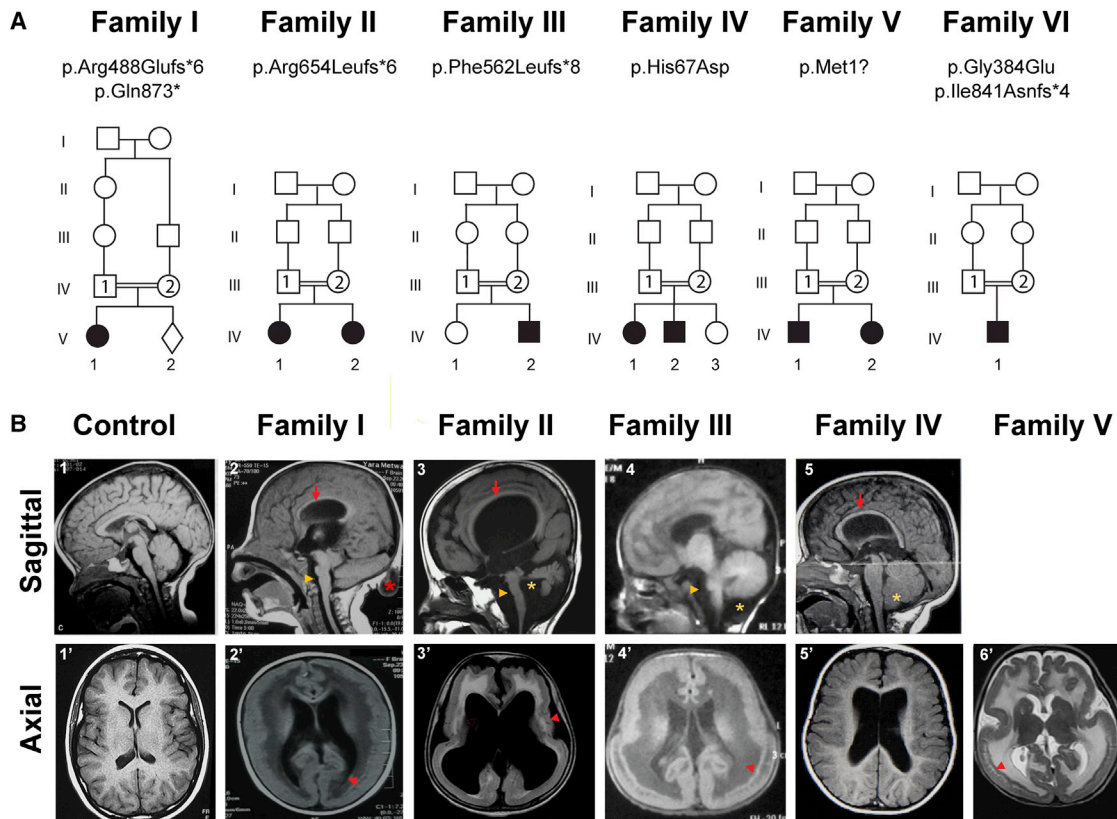 A
Family I
Family II
Family III
Family IV
Family V
Family VI
p.Arg488Glufs*6
p.Gln873*
p.Arg654Leufs*6
p.Phe562Leufs*8
p.His67Asp
p.Met1?
p.Gly384Glu
p.Ile841Asnfs*4
I
II
III
IV 1 2
V
1 2
I
II
III 1 2
IV
1 2
I
II
III 1 2
IV
1 2
I
II
III 1 2
IV
1 2 3
I
II
III 1 2
IV
1 2
I
II
III 1 2
IV
1
B
Control
Family I
Family II
Family III
Family IV
Family V
Sagittal
1
C
2
Yara Metwa
*
3
*
4
*
5
*
Axial
1'
2'
3'
4'
5'
6'